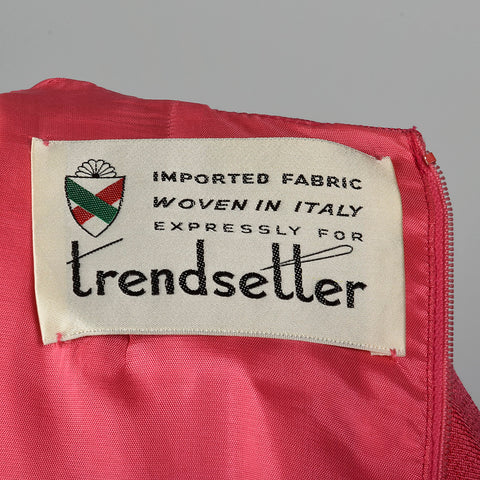 IMPORTED FABRIC
WOVEN IN ITALY
EXPRESSLY FOR
trendsetter